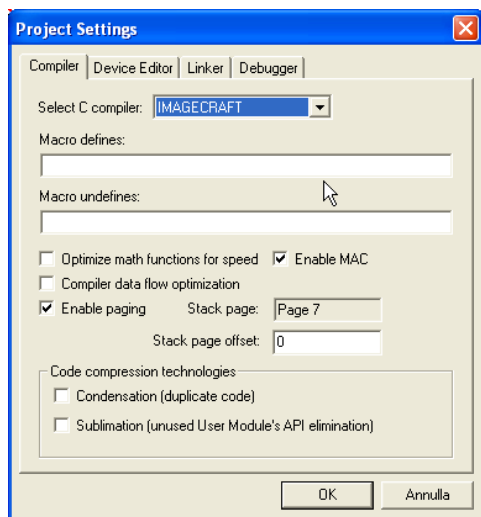 Project Settings
Compiler Device Editor Linker Debugger
Select C compiler: IMAGECRAFT
Macro defines:
Macro undefines:
Optimize math functions for speed Enable MAC
Compiler data flow optimization
Enable paging Stack page: Page 7
Stack page offset: 0
Code compression technologies
Condensation (duplicate code)
Sublimation (unused User Module's API elimination)
OK Annulla